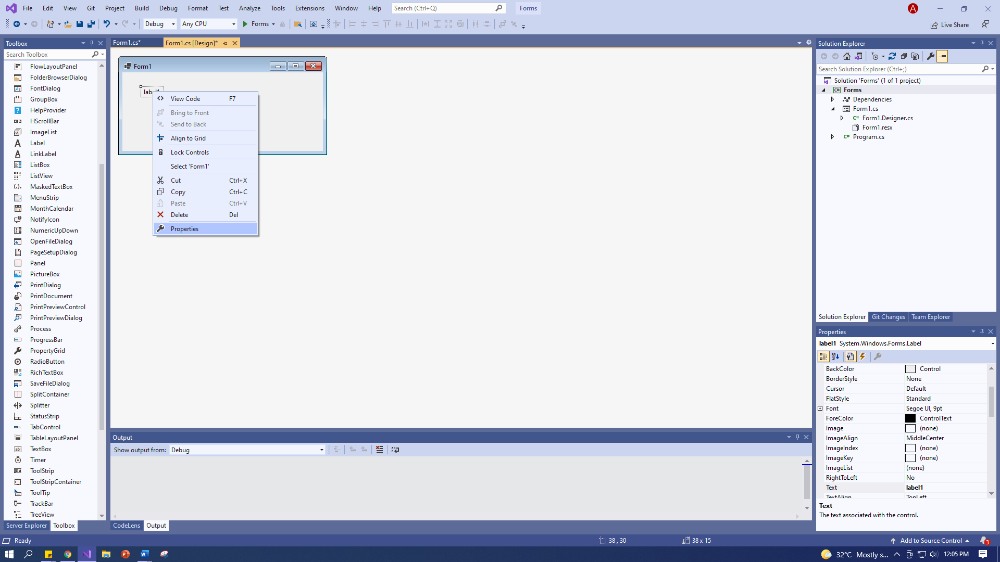 File Edit View Git Project Build Debug Format Test Analyze Tools Extensions Window Help Search (Ctrl+Q) Forms A
Debug Any CPU Forms Live Share
Toolbox
Search Toolbox
FlowLayoutPanel
FolderBrowserDialog
FontDialog
GroupBox
HelpProvider
HScrollBar
ImageList
Label
LinkLabel
ListBox
ListView
MaskedTextBox
MenuStrip
MonthCalendar
NotifyIcon
NumericUpDown
OpenFileDialog
PageSetupDialog
Panel
PictureBox
PrintDialog
PrintDocument
PrintPreviewControl
PrintPreviewDialog
Process
ProgressBar
PropertyGrid
RadioButton
RichTextBox
SaveFileDialog
SplitContainer
Splitter
StatusStrip
TabControl
TableLayoutPanel
TextBox
Timer
ToolStrip
ToolStripContainer
ToolTip
TrackBar
TreeView
Server Explorer Toolbox
Form1.cs* Form1.cs [Design]*
Form1
label1
View Code F7
Bring to Front
Send to Back
Align to Grid
Lock Controls
Select 'Form1'
Cut Ctrl+X
Copy Ctrl+C
Paste Ctrl+V
Delete Del
Properties
Output
Show output from: Debug
CodeLens Output
Solution Explorer
Search Solution Explorer (Ctrl+;)
Solution 'Forms' (1 of 1 project)
C# Forms
Dependencies
Form1.cs
C# Form1.Designer.cs
Form1.resx
C# Program.cs
Solution Explorer Git Changes Team Explorer
Properties
label1 System.Windows.Forms.Label
BackColor Control
BorderStyle None
Cursor Default
FlatStyle Standard
Font Segoe UI, 9pt
ForeColor ControlText
Image (none)
ImageAlign MiddleCenter
ImageIndex (none)
ImageKey (none)
ImageList (none)
RightToLeft No
Text label1
TextAlign TopLeft
Text
The text associated with the control.
Ready 38 , 30 38 x 15 Add to Source Control 3
32°C Mostly s... 12:05 PM